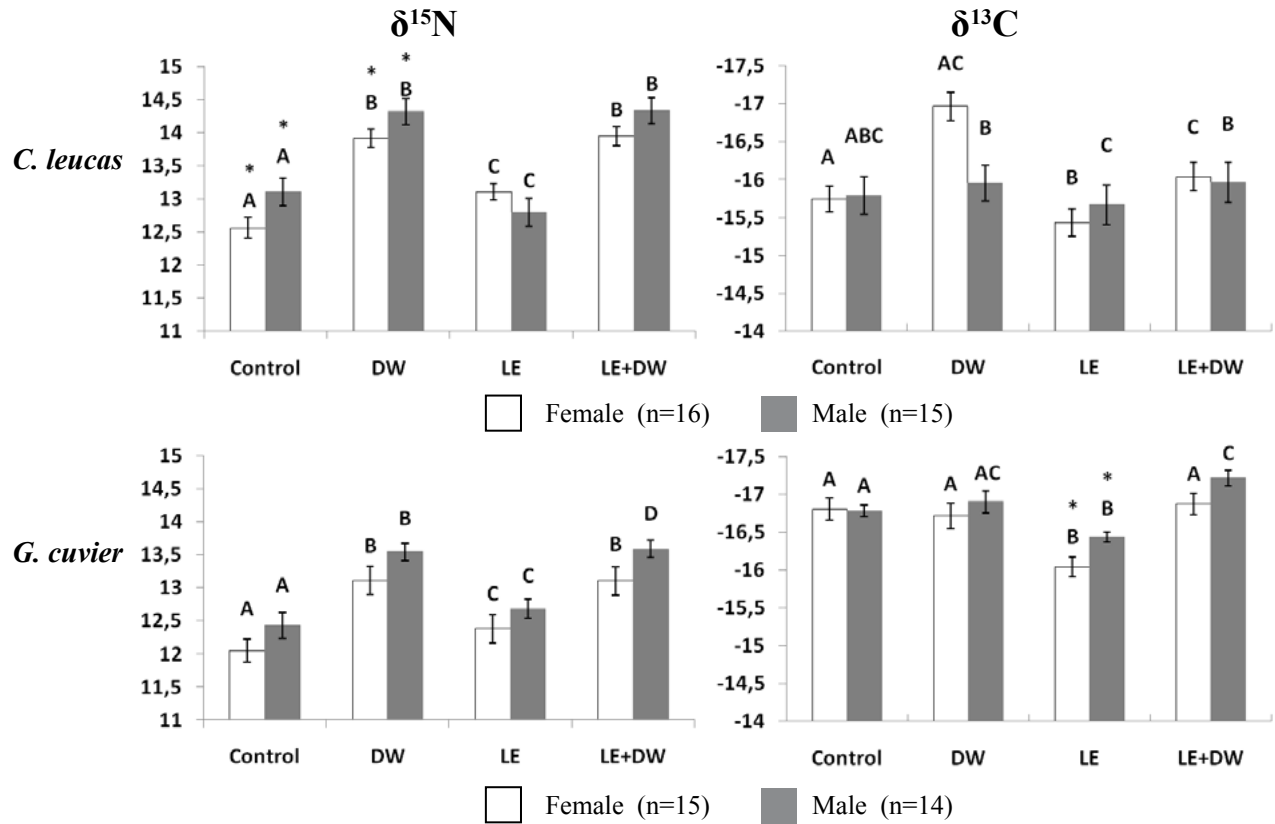 δ¹⁵N δ¹³C
C. leucas
15
14,5
14
13,5
13
12,5
12
11,5
11
* A * A * B * B C C B B
Control DW LE LE+DW
-17,5
-17
-16,5
-16
-15,5
-15
-14,5
-14
A ABC AC B B C C B
Control DW LE LE+DW
Female (n=16) Male (n=15)
G. cuvier
15
14,5
14
13,5
13
12,5
12
11,5
11
A A B B C C B D
Control DW LE LE+DW
-17,5
-17
-16,5
-16
-15,5
-15
-14,5
-14
A A A AC * B * B A C
Control DW LE LE+DW
Female (n=15) Male (n=14)